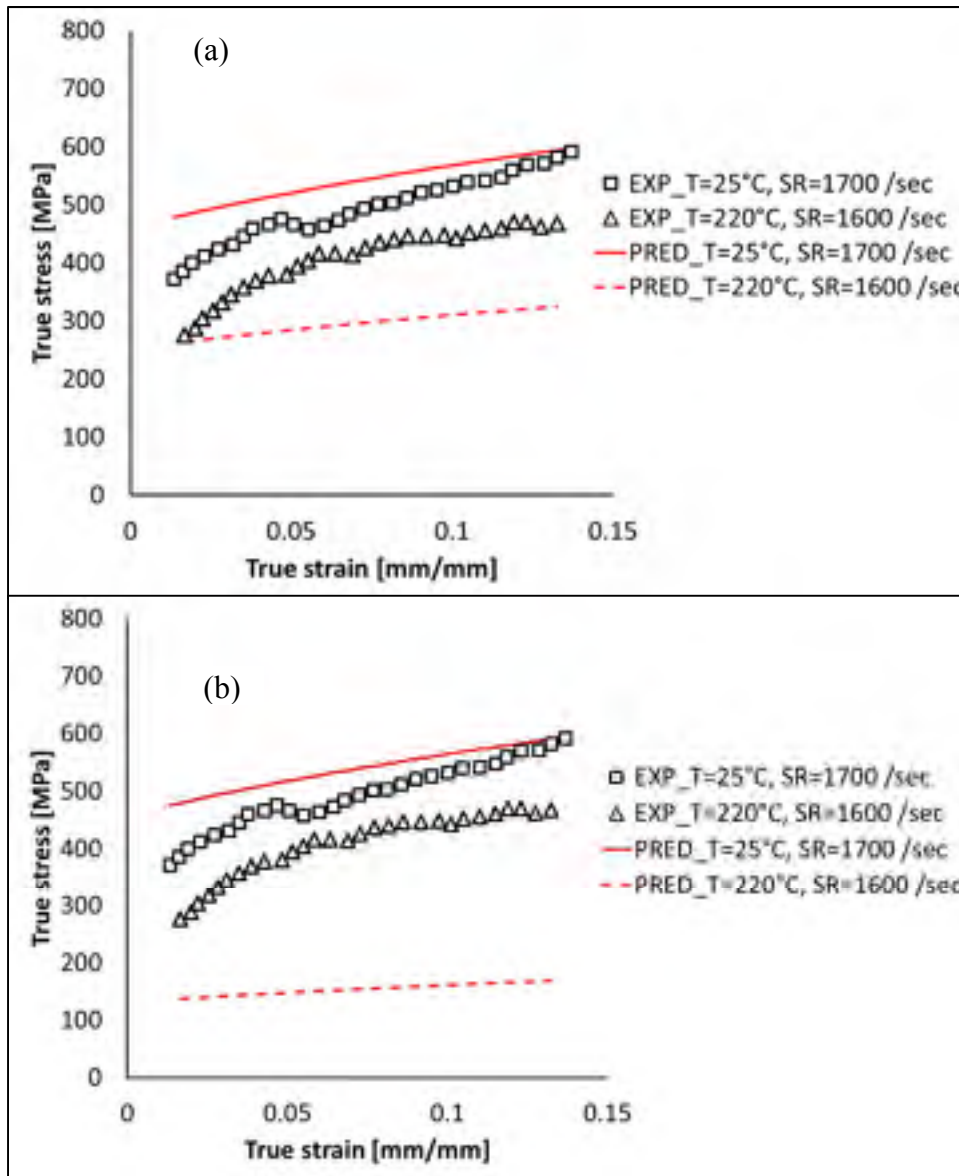 (a)
800
700
600
500
400
300
200
100
0
True stress [MPa]
0 0.05 0.1 0.15
True strain [mm/mm]
EXP_T=25°C, SR=1700 /sec
EXP_T=220°C, SR=1600 /sec
PRED_T=25°C, SR=1700 /sec
PRED_T=220°C, SR=1600 /sec
(b)
800
700
600
500
400
300
200
100
0
True stress [MPa]
0 0.05 0.1 0.15
True strain [mm/mm]
EXP_T=25°C, SR=1700 /sec
EXP_T=220°C, SR=1600 /sec
PRED_T=25°C, SR=1700 /sec
PRED_T=220°C, SR=1600 /sec